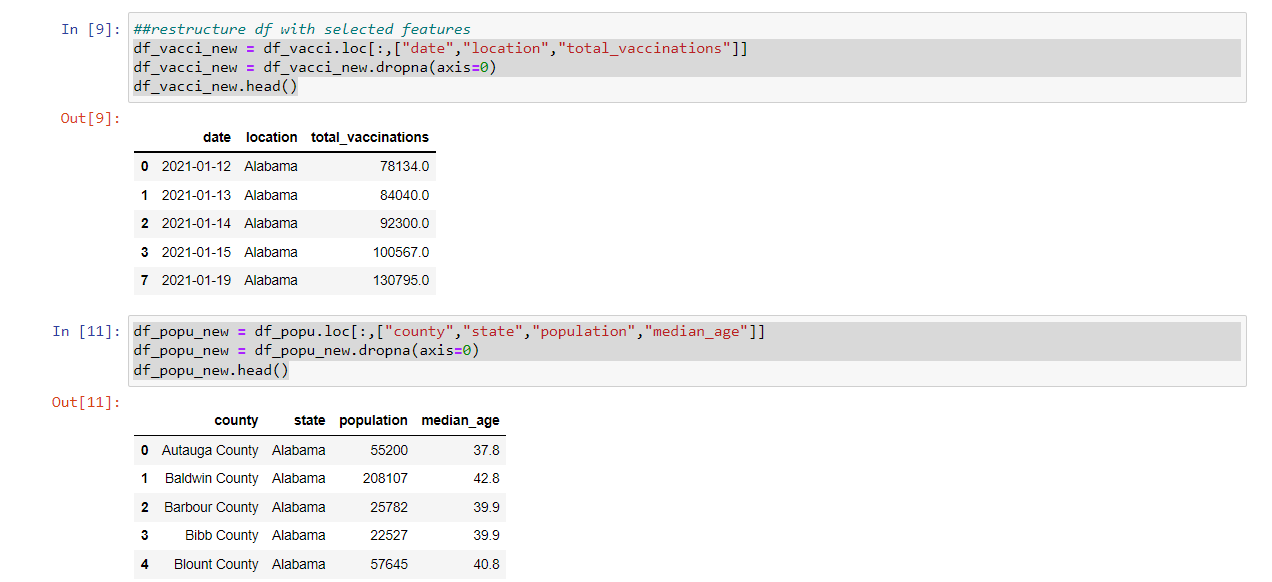 In [9]: ##restructure df with selected features
df_vacci_new = df_vacci.loc[:,["date","location","total_vaccinations"]]
df_vacci_new = df_vacci_new.dropna(axis=0)
df_vacci_new.head()
Out[9]:
date location total_vaccinations
0 2021-01-12 Alabama 78134.0
1 2021-01-13 Alabama 84040.0
2 2021-01-14 Alabama 92300.0
3 2021-01-15 Alabama 100567.0
7 2021-01-19 Alabama 130795.0
In [11]: df_popu_new = df_popu.loc[:,["county","state","population","median_age"]]
df_popu_new = df_popu_new.dropna(axis=0)
df_popu_new.head()
Out[11]:
county state population median_age
0 Autauga County Alabama 55200 37.8
1 Baldwin County Alabama 208107 42.8
2 Barbour County Alabama 25782 39.9
3 Bibb County Alabama 22527 39.9
4 Blount County Alabama 57645 40.8